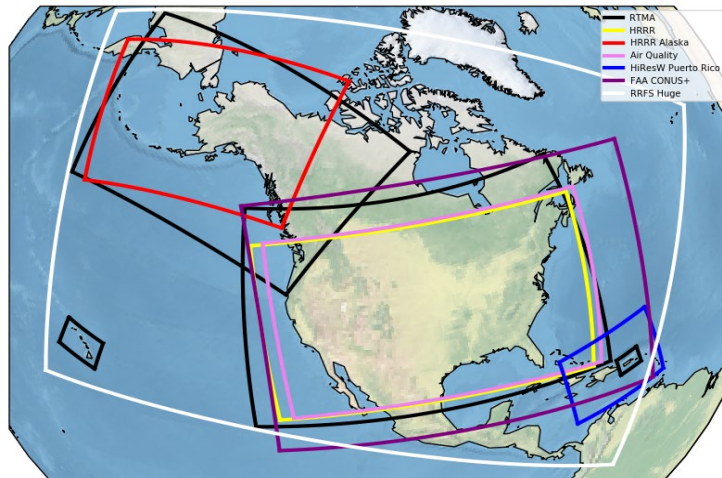 RTMA
HRRR
HRRR Alaska
Air Quality
HiResW Puerto Rico
FAA CONUS+
RRFS Huge